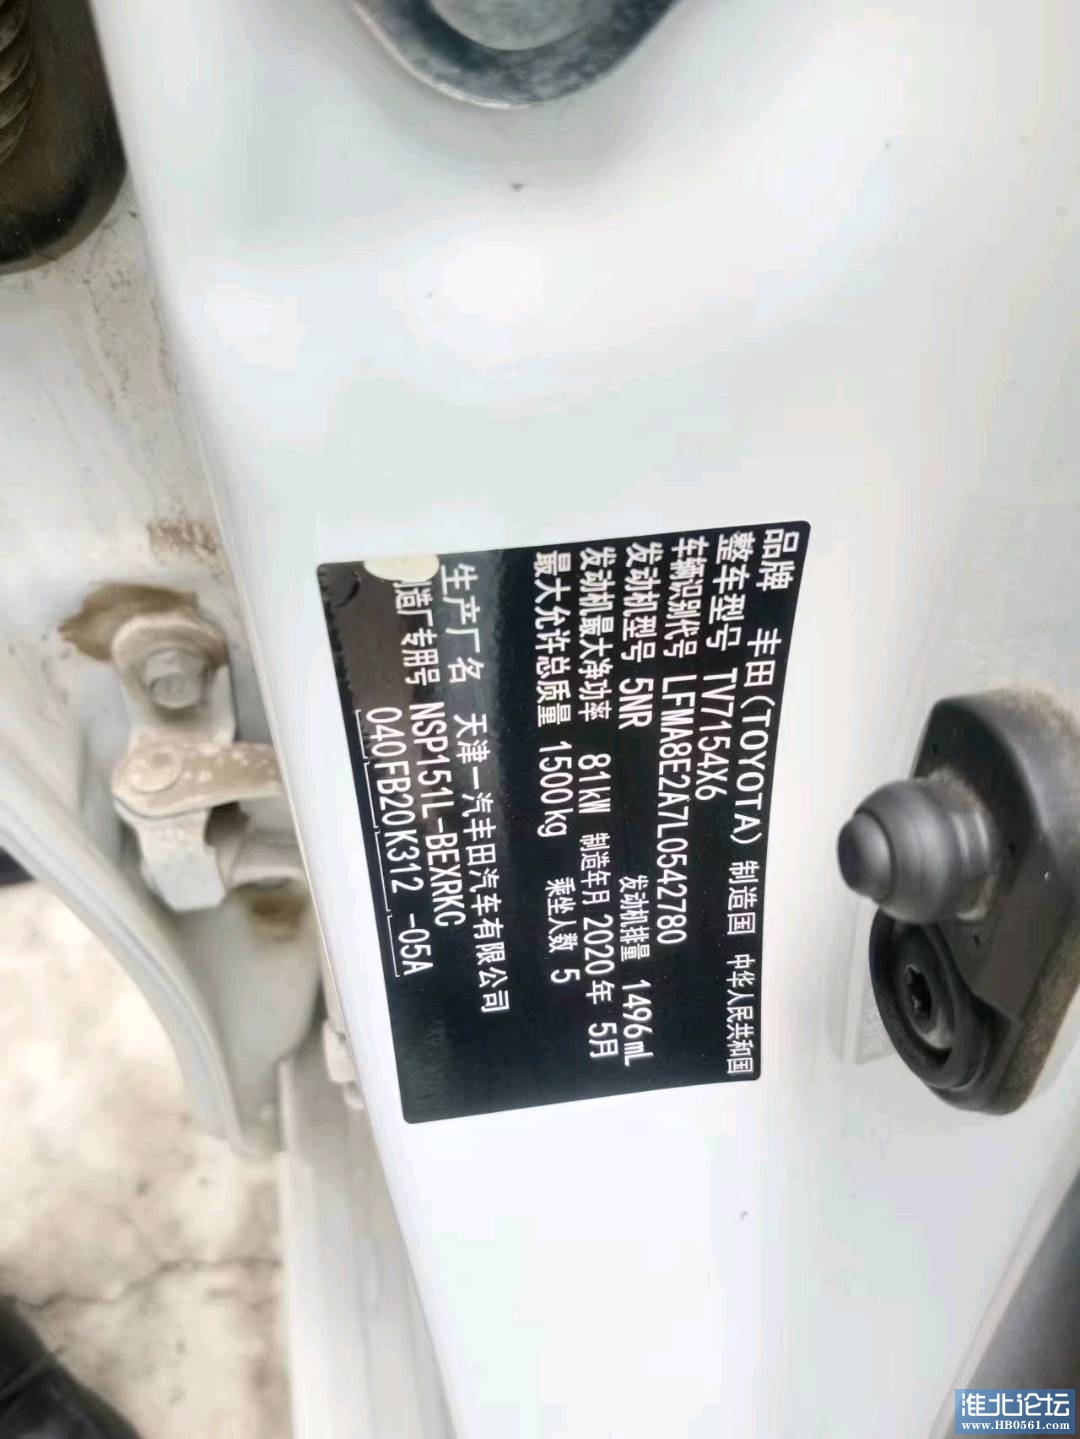 品牌 丰田(TOYOTA) 制造国 中华人民共和国
整车型号 TV7154X6
车辆识别代号 LFMA8E2A7L0542780
发动机型号 5NR 发动机排量 1496mL
发动机最大净功率 81kW 制造年月 2020年 5月
最大允许总质量 1500kg 乘坐人数 5
生产厂名 天津一汽丰田汽车有限公司
制造厂专用号 NSP151L-BEXRKC
040FB20K312 -05A
淮北论坛
www.HB0561.com